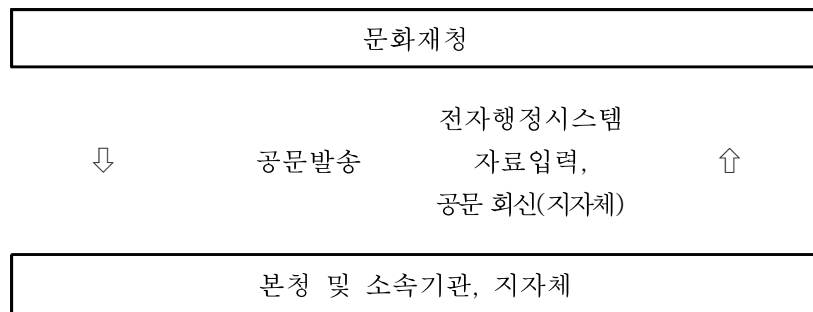 문화재청
전자행정시스템
⇩ 공문발송 자료입력, ⇧
공문 회신(지자체)
본청 및 소속기관, 지자체